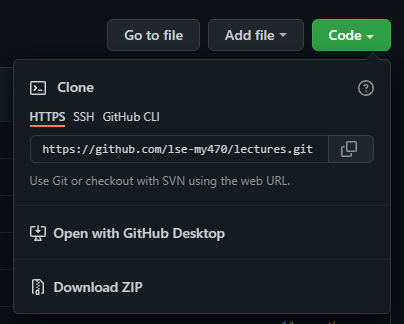 Go to file Add file Code
Clone
HTTPS SSH GitHub CLI
https://github.com/lse-my470/lectures.git
Use Git or checkout with SVN using the web URL.
Open with GitHub Desktop
Download ZIP